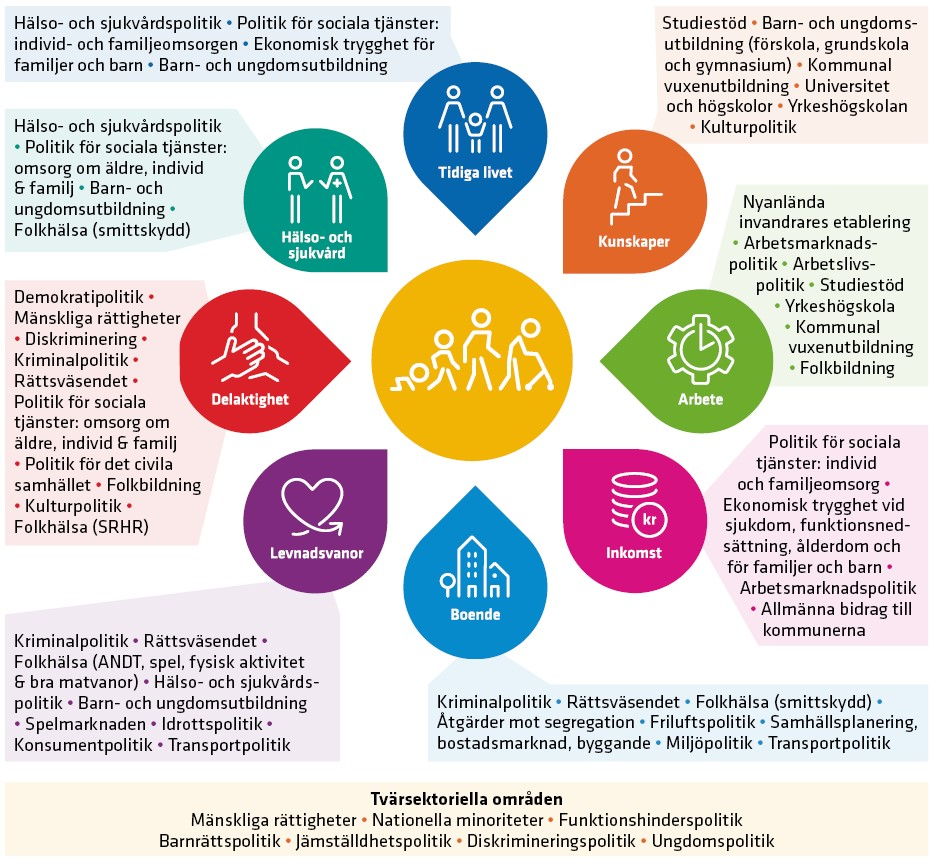 Hälso- och sjukvårdspolitik • Politik för sociala tjänster:
individ- och familjeomsorgen • Ekonomisk trygghet för
familjer och barn • Barn- och ungdomsutbildning
Tidiga livet
Studiestöd • Barn- och ungdoms-
utbildning (förskola, grundskola
och gymnasium) • Kommunal
vuxenutbildning • Universitet
och högskolor • Yrkeshögskolan
• Kulturpolitik
Kunskaper
Nyanlända
invandrares etablering
• Arbetsmarknads-
politik • Arbetslivs-
politik • Studiestöd
• Yrkeshögskola
• Kommunal
vuxenutbildning
• Folkbildning
Arbete
Politik för sociala
tjänster: individ
och familjeomsorg •
Ekonomisk trygghet vid
sjukdom, funktionsned-
sättning, ålderdom och
för familjer och barn •
Arbetsmarknadspolitik
• Allmänna bidrag till
kommunerna
kr
Inkomst
Boende
Kriminalpolitik • Rättsväsendet • Folkhälsa (smittskydd) •
Åtgärder mot segregation • Friluftspolitik • Samhällsplanering,
bostadsmarknad, byggande • Miljöpolitik • Transportpolitik
Levnadsvanor
Kriminalpolitik • Rättsväsendet •
Folkhälsa (ANDT, spel, fysisk aktivitet
& bra matvanor) • Hälso- och sjukvårds-
politik • Barn- och ungdomsutbildning
• Spelmarknaden • Idrottspolitik •
Konsumentpolitik • Transportpolitik
Demokratipolitik •
Mänskliga rättigheter
• Diskriminering •
Kriminalpolitik •
Rättsväsendet •
Politik för sociala
tjänster: omsorg om
äldre, individ & familj
• Politik för det civila
samhället • Folkbildning
• Kulturpolitik •
Folkhälsa (SRHR)
Delaktighet
Hälso- och sjukvårdspolitik
• Politik för sociala tjänster:
omsorg om äldre, individ
& familj • Barn- och
ungdomsutbildning •
Folkhälsa (smittskydd)
Hälso- och
sjukvård
Tvärsektoriella områden
Mänskliga rättigheter • Nationella minoriteter • Funktionshinderspolitik
Barnrättspolitik • Jämställdhetspolitik • Diskrimineringspolitik • Ungdomspolitik